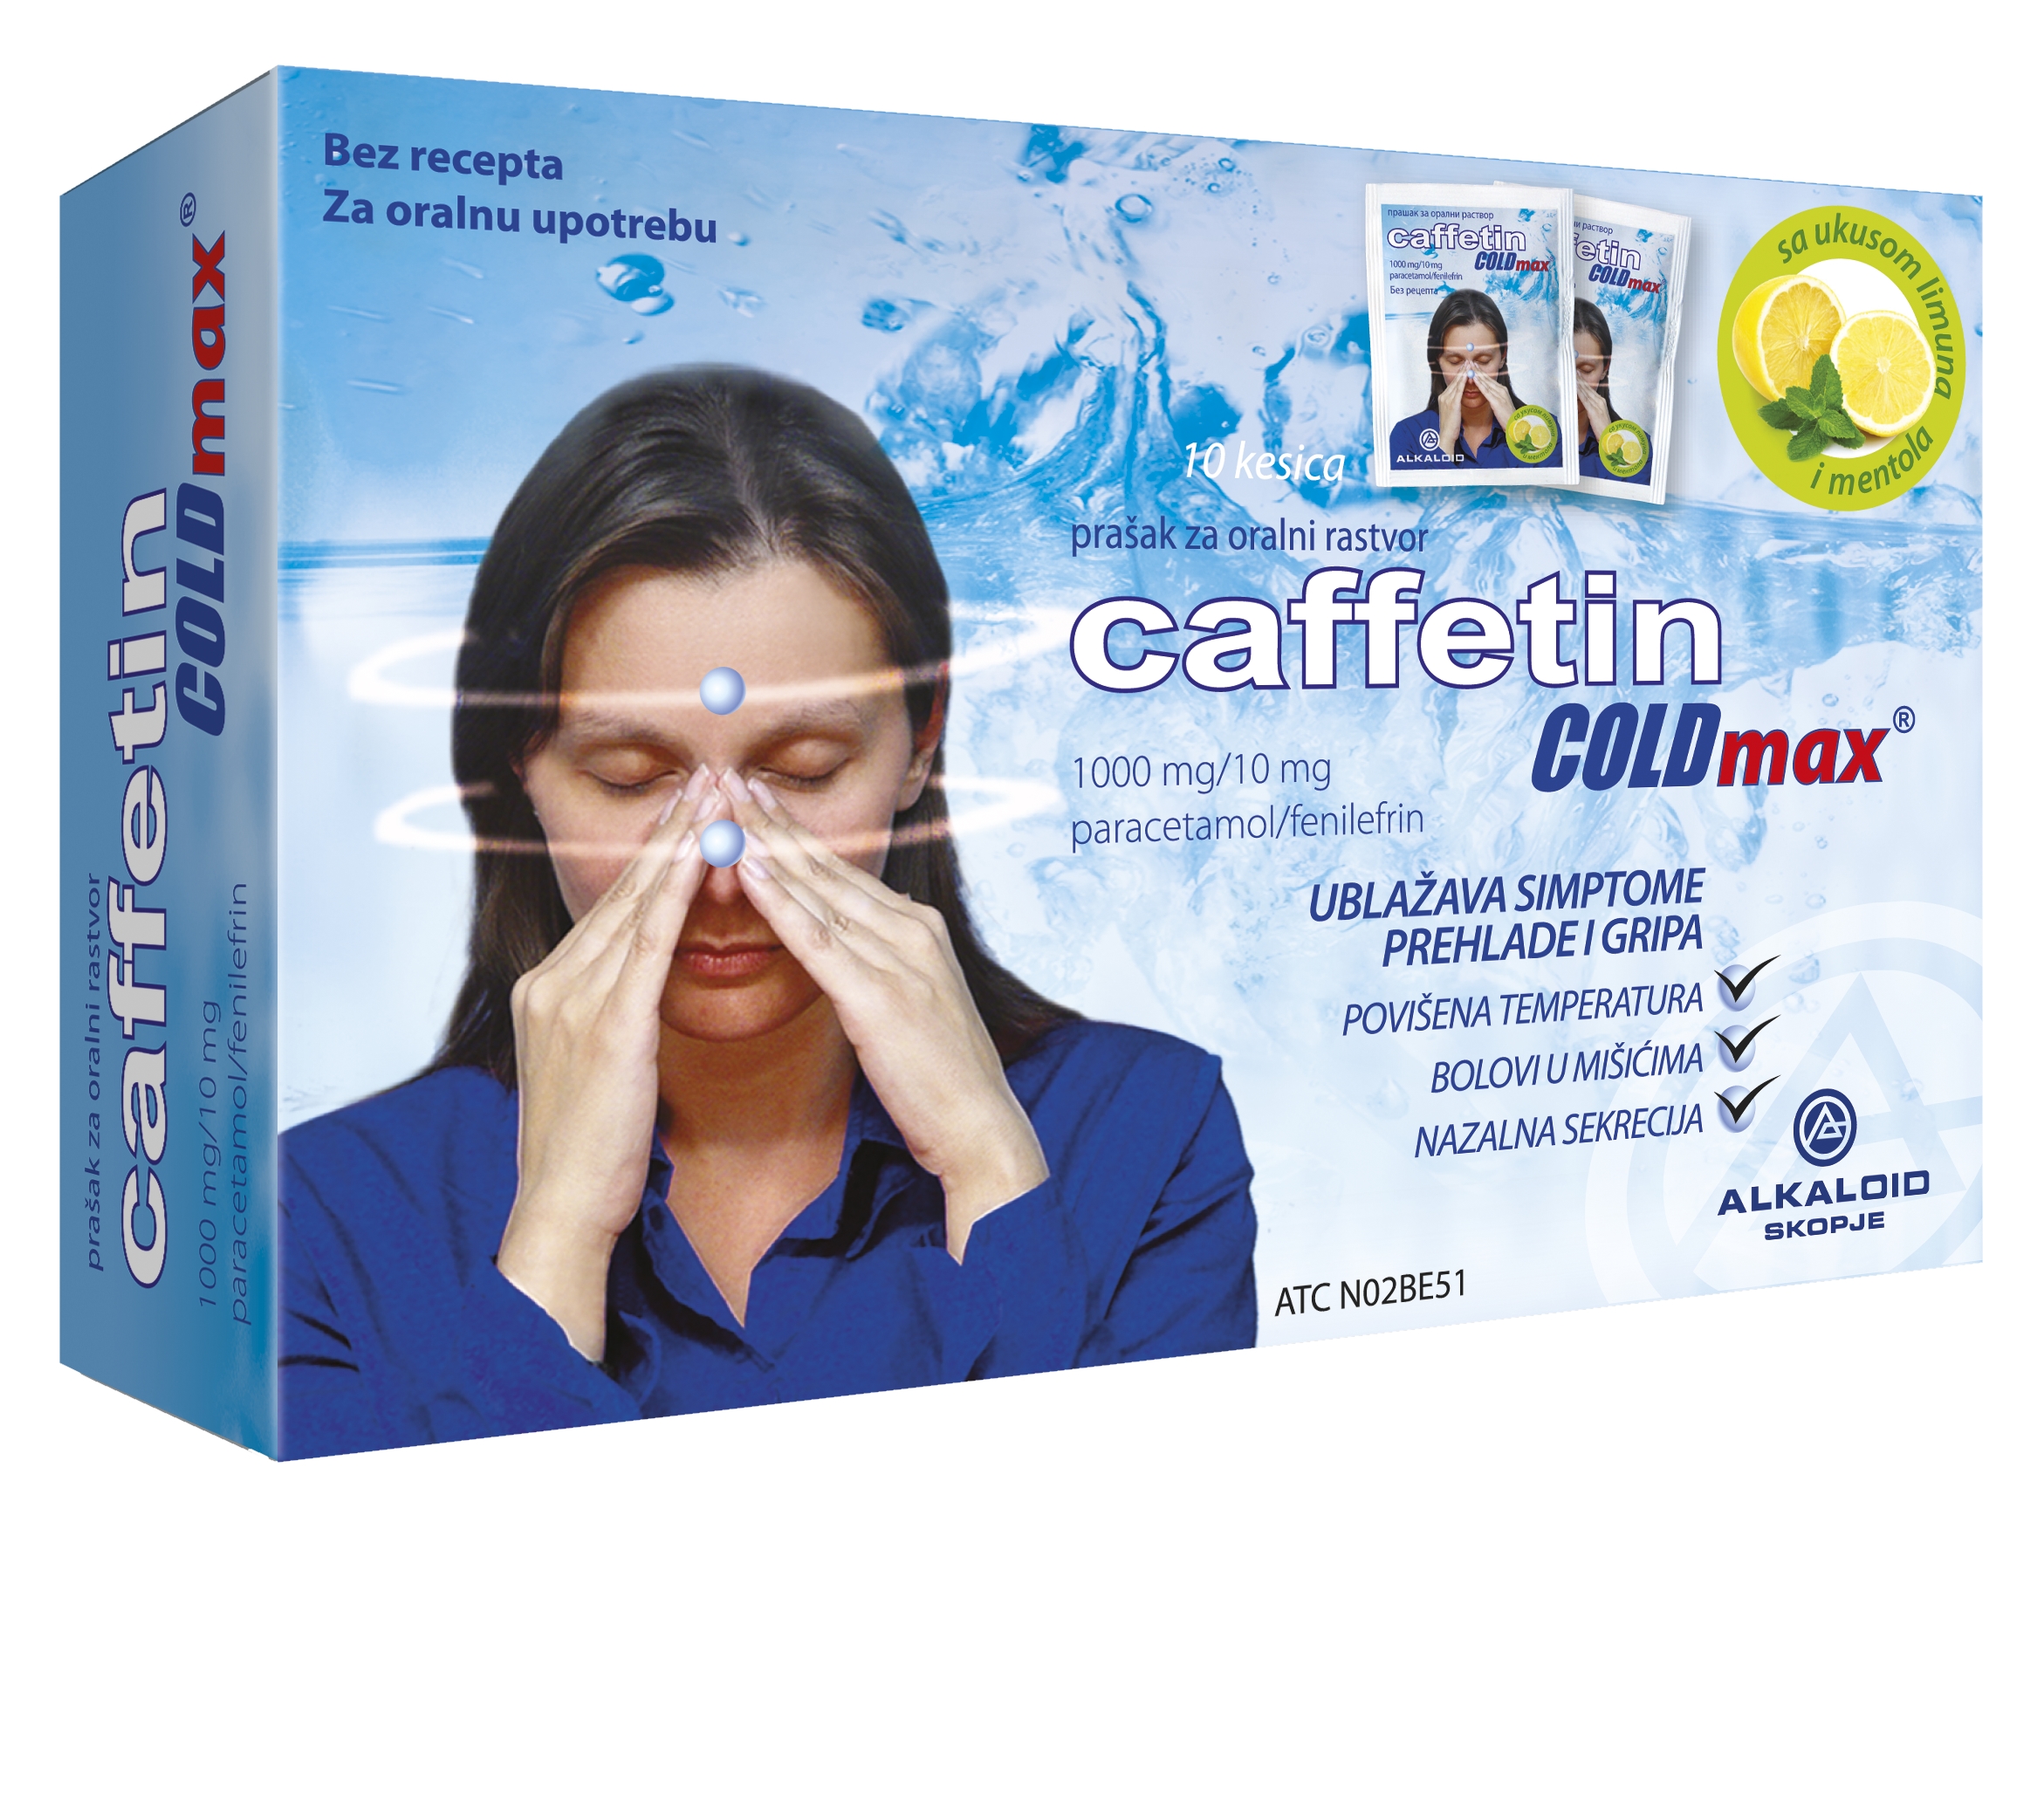 Bez recepta
Za oralnu upotrebu
прашак за орални раствор
caffetin
COLDmax
1000 mg/10 mg
paracetamol/fenilefrin
Без рецепта
ALKALOID
etin
COLDmax
sa ukusom limuna
i mentola
10 kesica
prašak za oralni rastvor
caffetin
COLDmax®
1000 mg/10 mg
paracetamol/fenilefrin
UBLAŽAVA SIMPTOME
PREHLADE I GRIPA
POVIŠENA TEMPERATURA
BOLOVI U MIŠIĆIMA
NAZALNA SEKRECIJA
ALKALOID
SKOPJE
ATC N02BE51
prašak za oralni rastvor
caffetin
COLDmax®
1000 mg/10 mg
paracetamol/fenilefrin